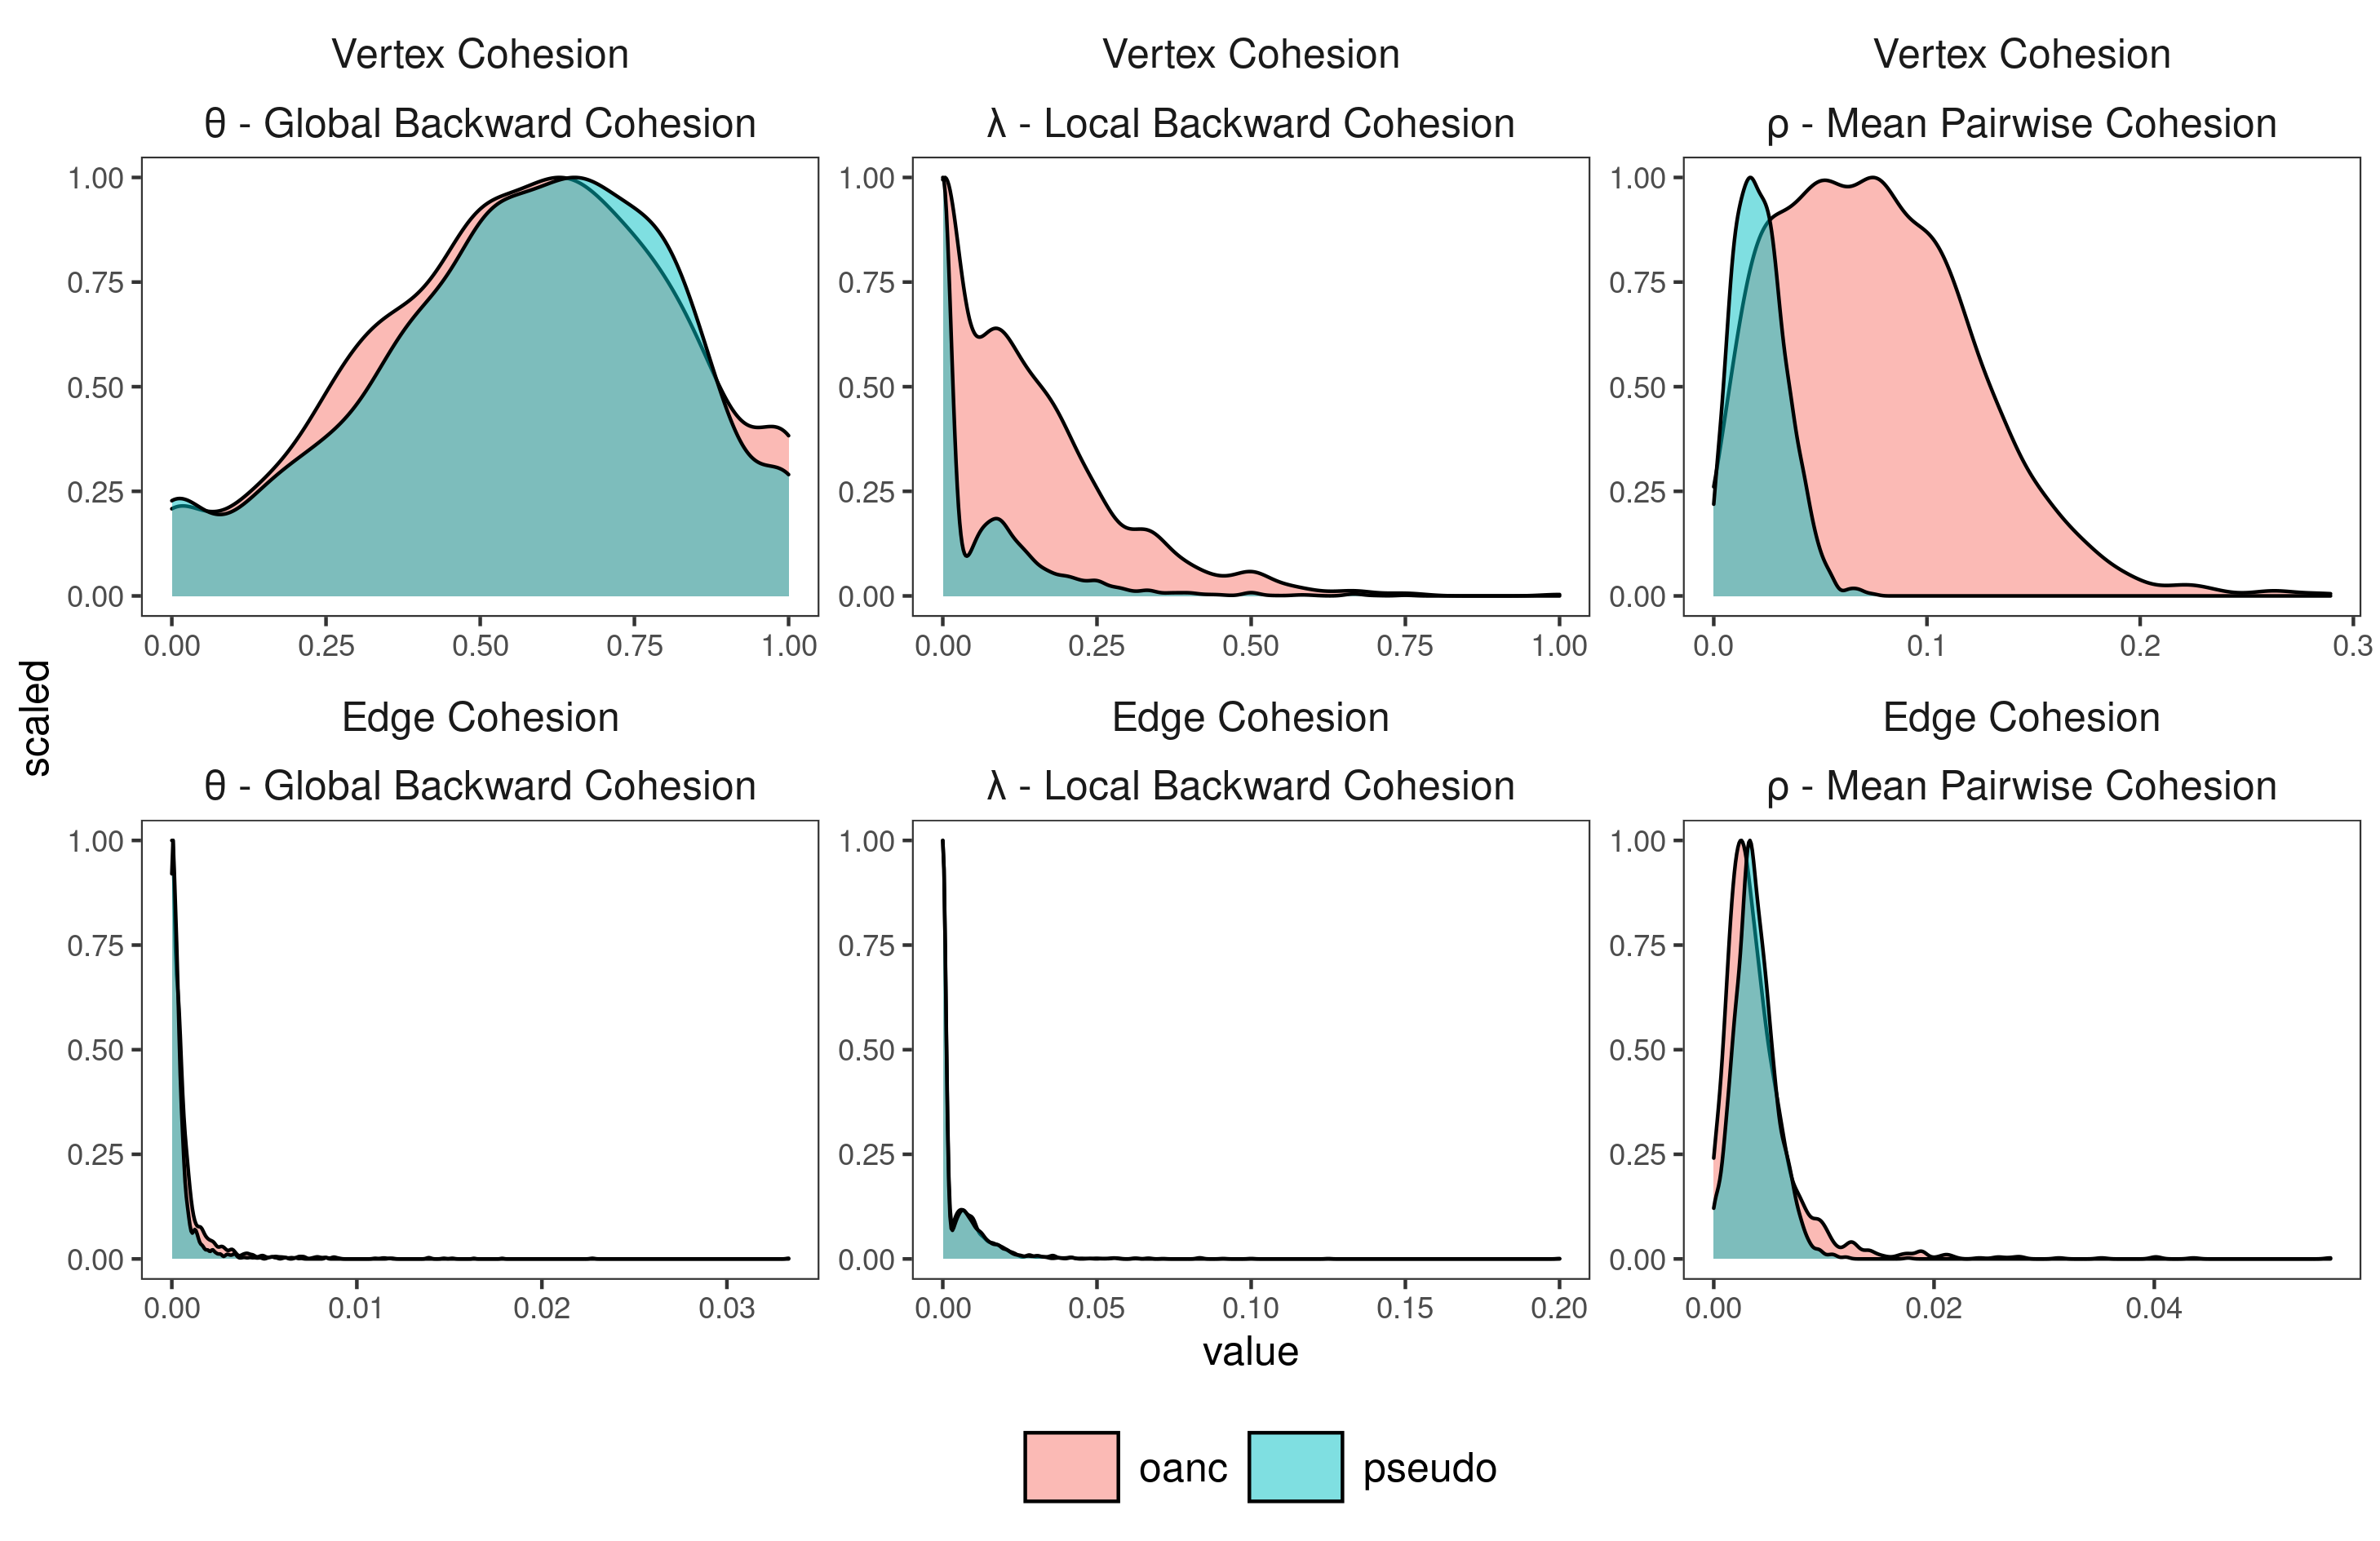 Vertex Cohesion Vertex Cohesion Vertex Cohesion
θ - Global Backward Cohesion λ - Local Backward Cohesion ρ - Mean Pairwise Cohesion
1.00 1.00 1.00
0.75 0.75 0.75
0.50 0.50 0.50
0.25 0.25 0.25
0.00 0.00 0.00
0.00 0.25 0.50 0.75 1.00 0.00 0.25 0.50 0.75 1.00 0.0 0.1 0.2 0.3
scaled
Edge Cohesion Edge Cohesion Edge Cohesion
θ - Global Backward Cohesion λ - Local Backward Cohesion ρ - Mean Pairwise Cohesion
1.00 1.00 1.00
0.75 0.75 0.75
0.50 0.50 0.50
0.25 0.25 0.25
0.00 0.00 0.00
0.00 0.01 0.02 0.03 0.00 0.05 0.10 0.15 0.20 0.00 0.02 0.04
value
oanc pseudo